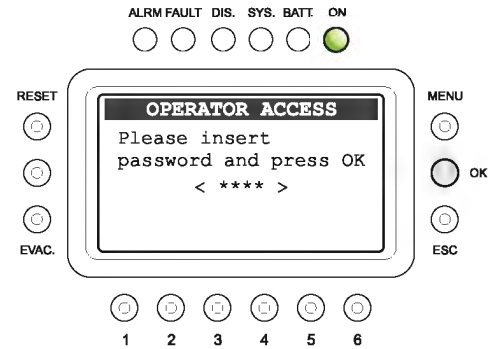 ALRM FAULT DIS. SYS. BATT. ON
RESET
MENU
OPERATOR ACCESS
Please insert
password and press OK
< **** >
OK
EVAC.
ESC
1 2 3 4 5 6